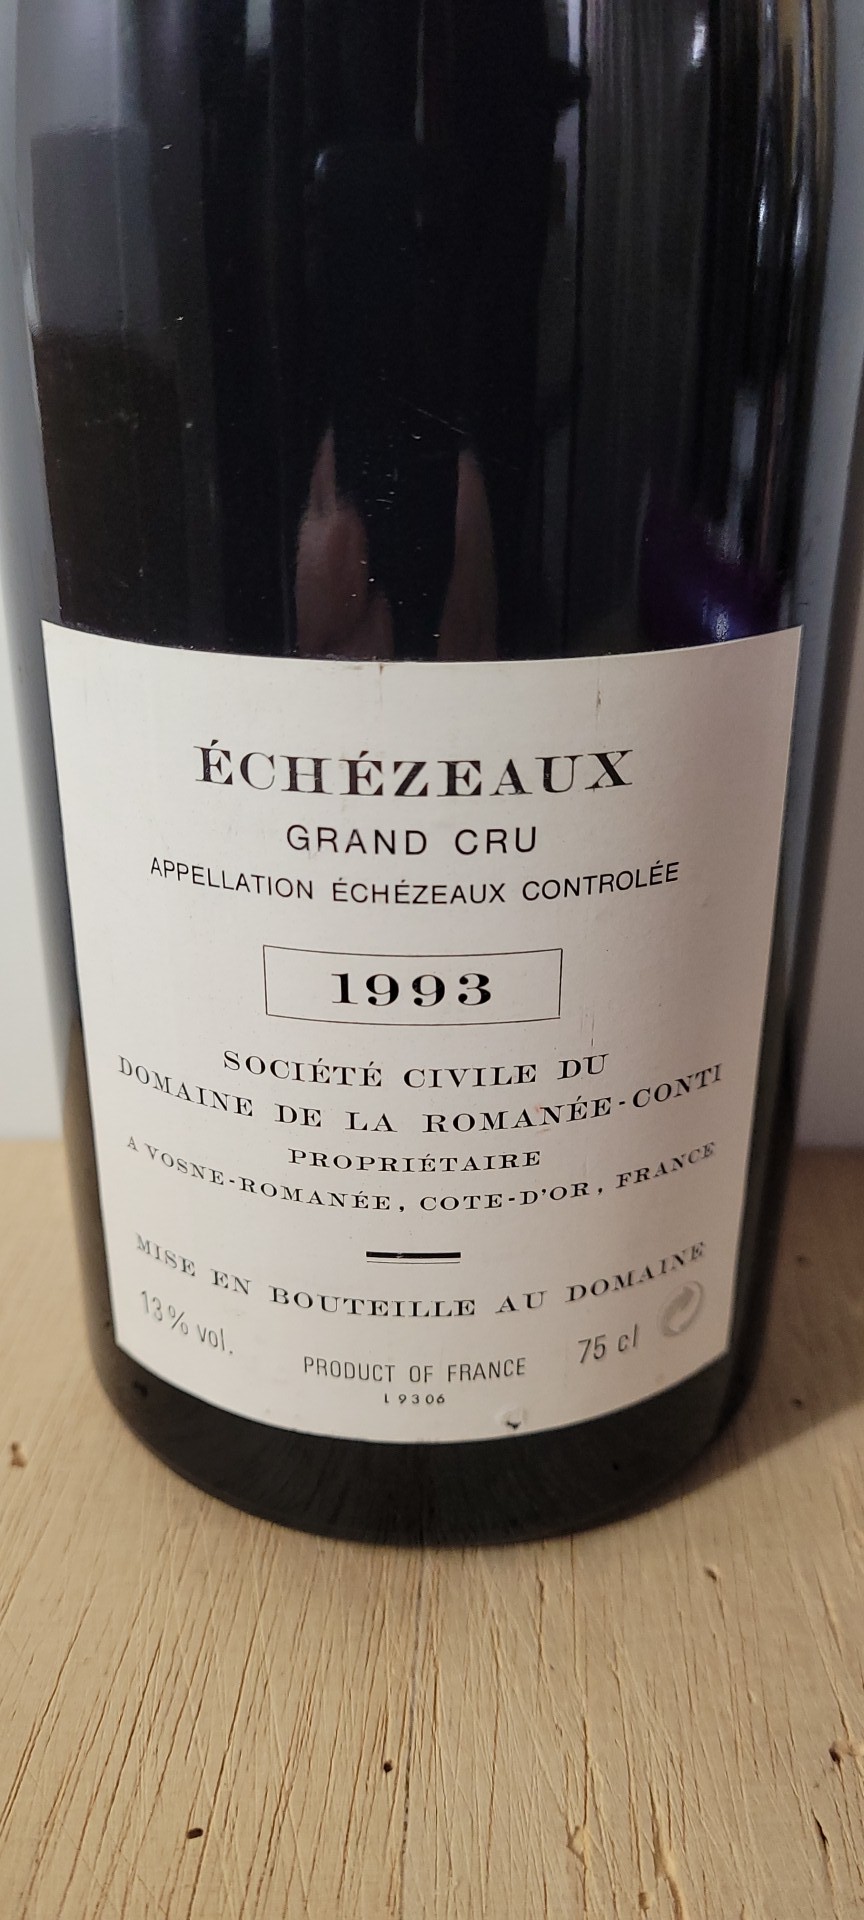 ÉCHÉZEAUX
GRAND CRU
APPELLATION ÉCHÉZEAUX CONTROLÉE
1993
SOCIÉTÉ CIVILE DU
DOMAINE DE LA ROMANÉE-CONTI
PROPRIÉTAIRE
A VOSNE-ROMANÉE, COTE-D'OR, FRANCE
MISE EN BOUTEILLE AU DOMAINE
13% vol.
75 cl
PRODUCT OF FRANCE
L 9306